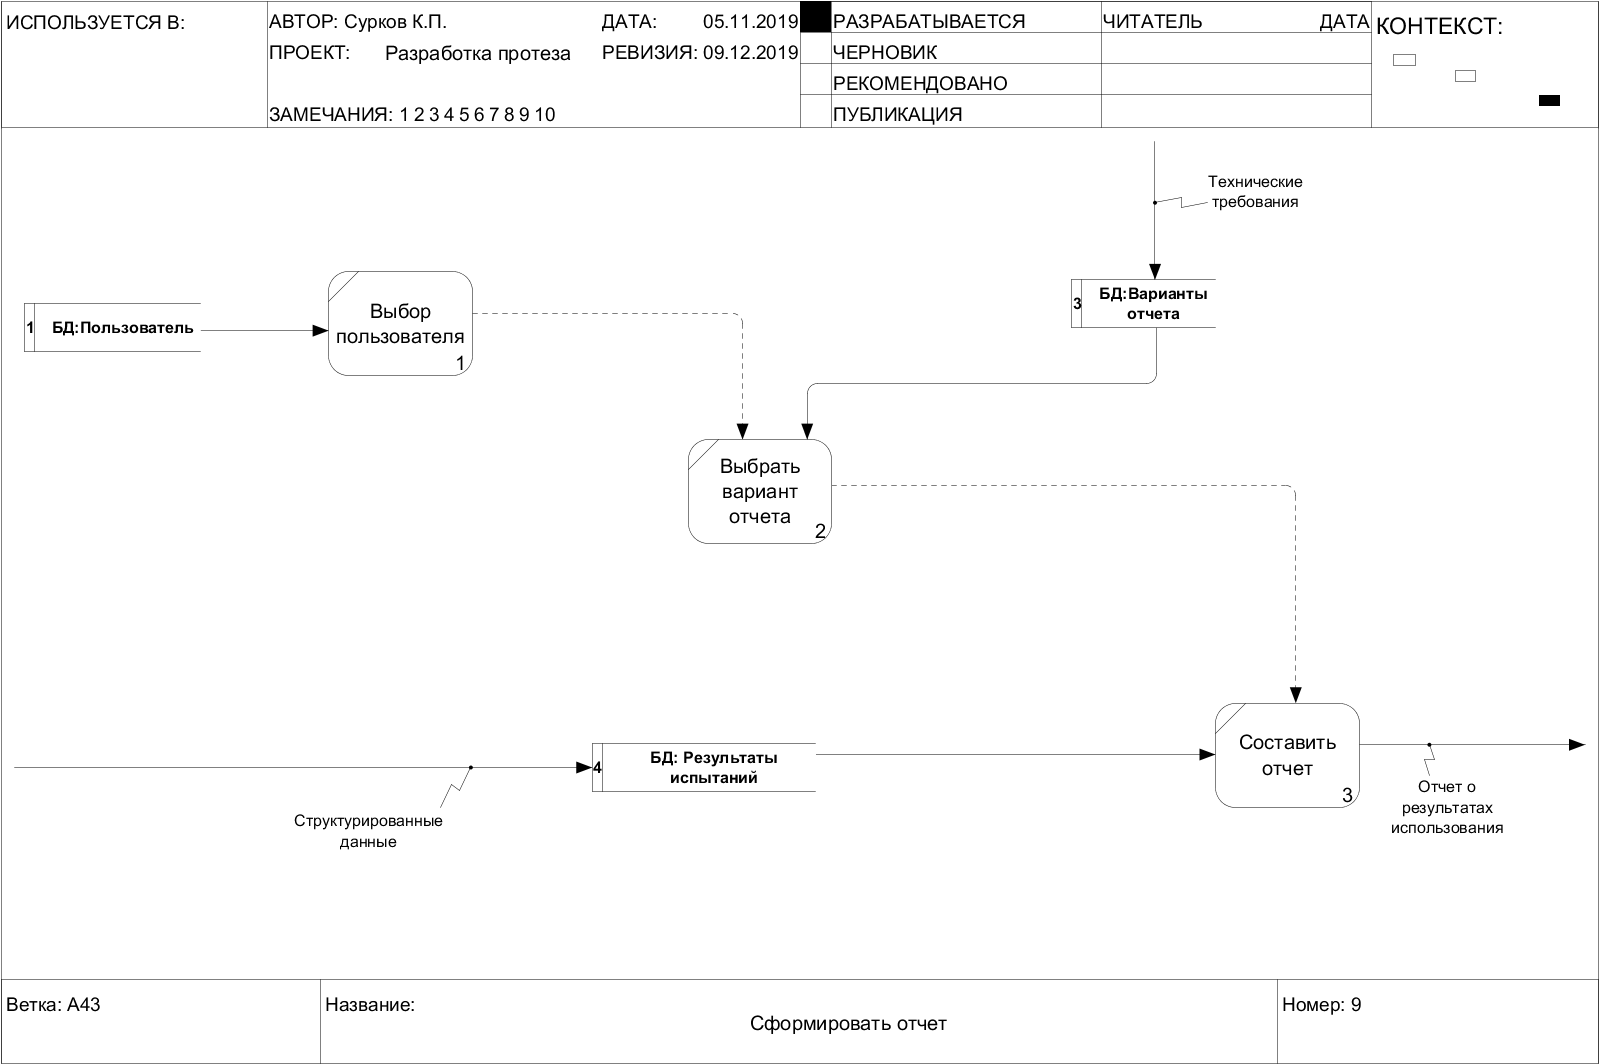 ИСПОЛЬЗУЕТСЯ В:
АВТОР: Сурков К.П.
ДАТА: 05.11.2019
ПРОЕКТ: Разработка протеза
РЕВИЗИЯ: 09.12.2019
ЗАМЕЧАНИЯ: 1 2 3 4 5 6 7 8 9 10
РАЗРАБАТЫВАЕТСЯ
ЧЕРНОВИК
РЕКОМЕНДОВАНО
ПУБЛИКАЦИЯ
ЧИТАТЕЛЬ
ДАТА
КОНТЕКСТ:
Технические
требования
1
БД:Пользователь
Выбор
пользователя
1
3
БД:Варианты
отчета
Выбрать
вариант
отчета
2
Структурированные
данные
4
БД: Результаты
испытаний
Составить
отчет
3
Отчет о
результатах
использования
Ветка: A43
Название:
Сформировать отчет
Номер: 9